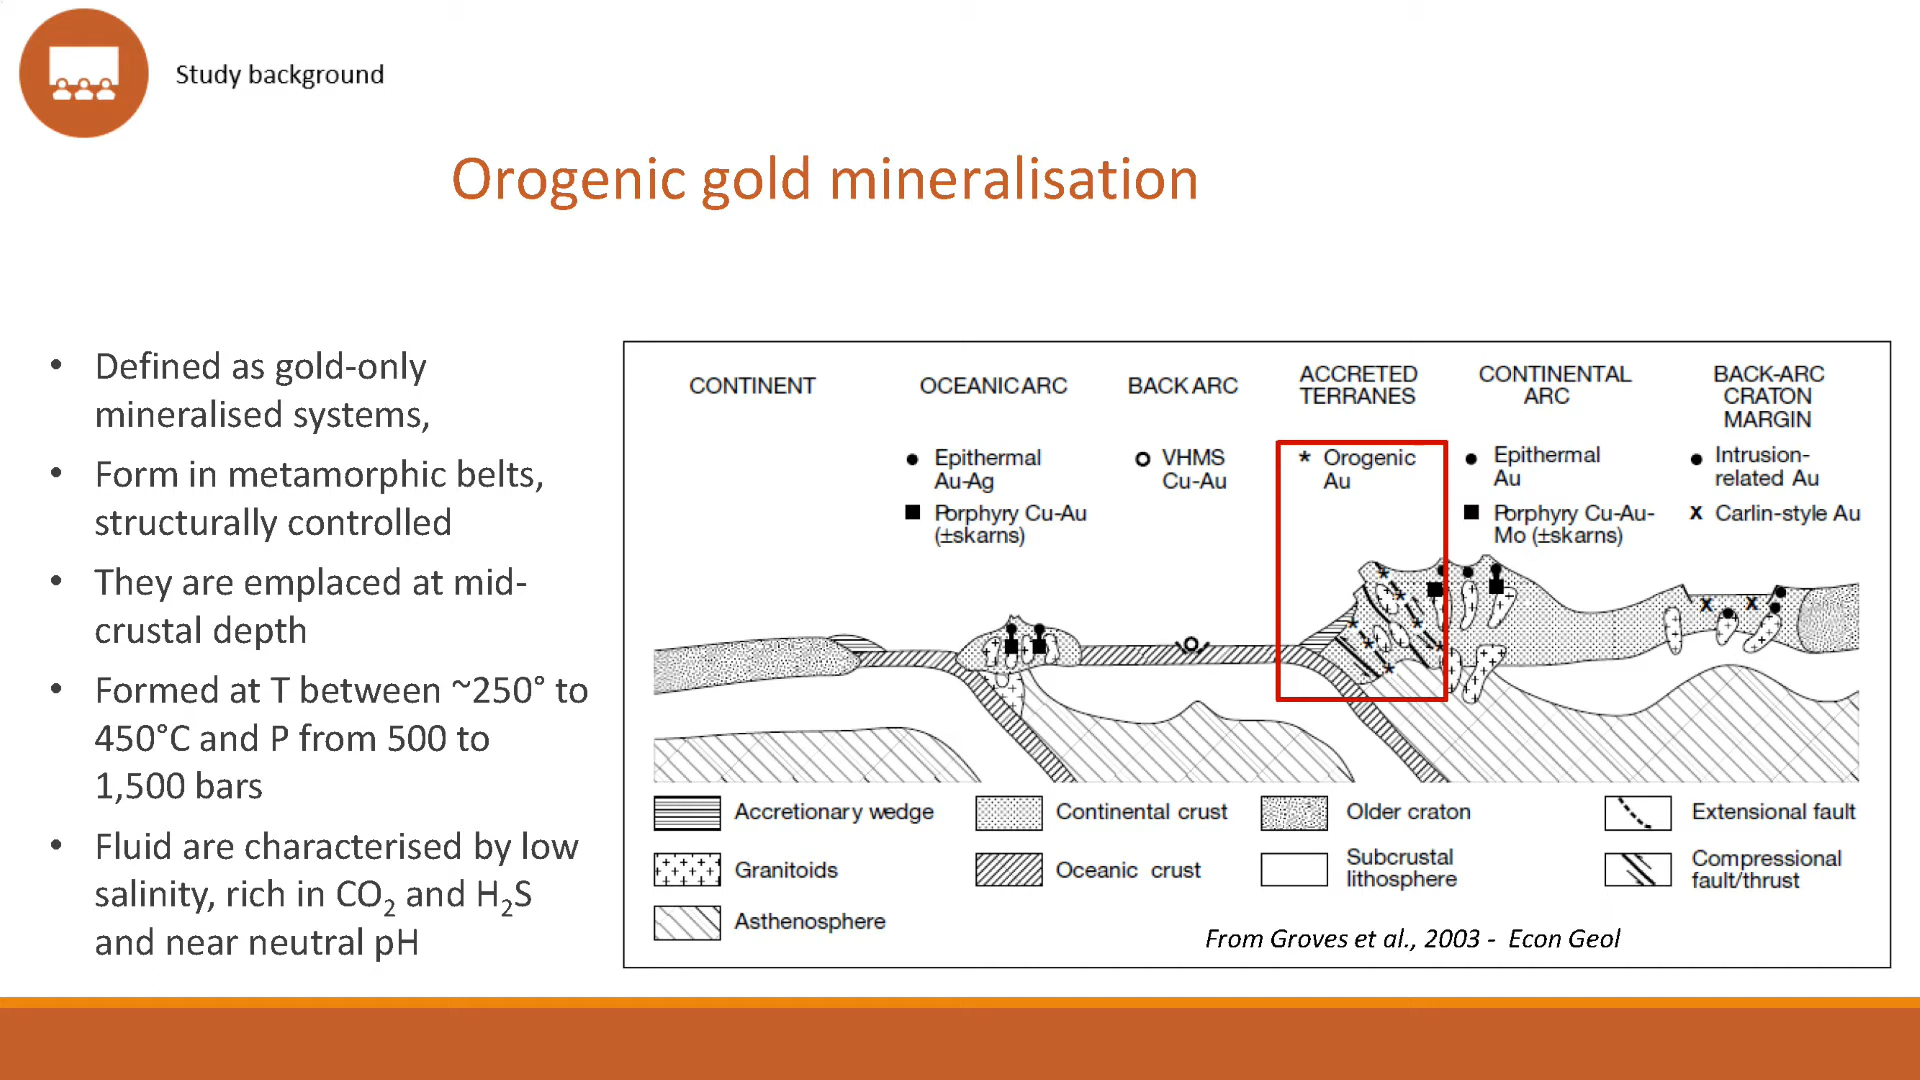 Study background
Orogenic gold mineralisation
• Defined as gold-only
mineralised systems,
• Form in metamorphic belts,
structurally controlled
• They are emplaced at mid-
crustal depth
• Formed at T between ~250° to
450°C and P from 500 to
1,500 bars
• Fluid are characterised by low
salinity, rich in CO₂ and H₂S
and near neutral pH
CONTINENT
OCEANIC ARC
BACK ARC
ACCRETED
TERRANES
CONTINENTAL
ARC
BACK-ARC
CRATON
MARGIN
Epithermal
Au-Ag
Porphyry Cu-Au
(±skarns)
VHMS
Cu-Au
* Orogenic
Au
Epithermal
Au
Porphyry Cu-Au-
Mo (±skarns)
Intrusion-
related Au
x Carlin-style Au
Accretionary wedge
Continental crust
Older craton
Extensional fault
Granitoids
Oceanic crust
Subcrustal
lithosphere
Compressional
fault/thrust
Asthenosphere
From Groves et al., 2003 - Econ Geol